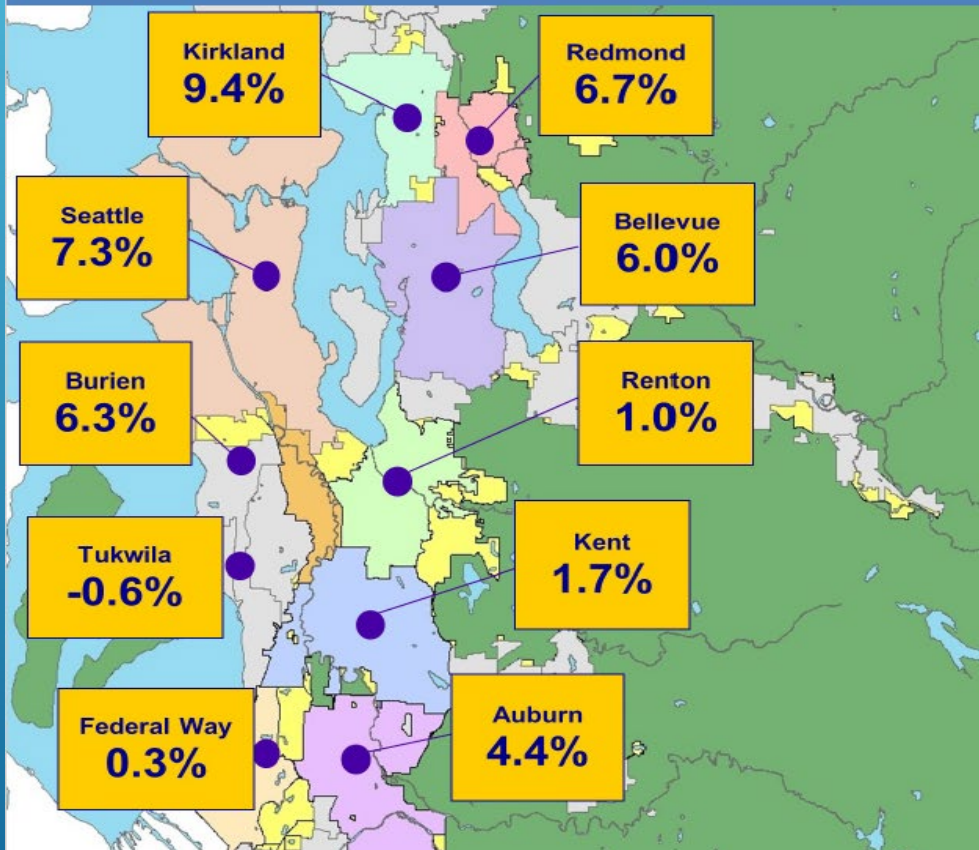 Kirkland
9.4%
Redmond
6.7%
Seattle
7.3%
Bellevue
6.0%
Burien
6.3%
Renton
1.0%
Tukwila
-0.6%
Kent
1.7%
Federal Way
0.3%
Auburn
4.4%